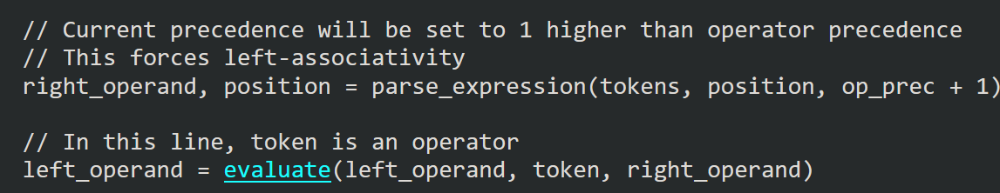 // Current precedence will be set to 1 higher than operator precedence
// This forces left-associativity
right_operand, position = parse_expression(tokens, position, op_prec + 1)
// In this line, token is an operator
left_operand = evaluate(left_operand, token, right_operand)